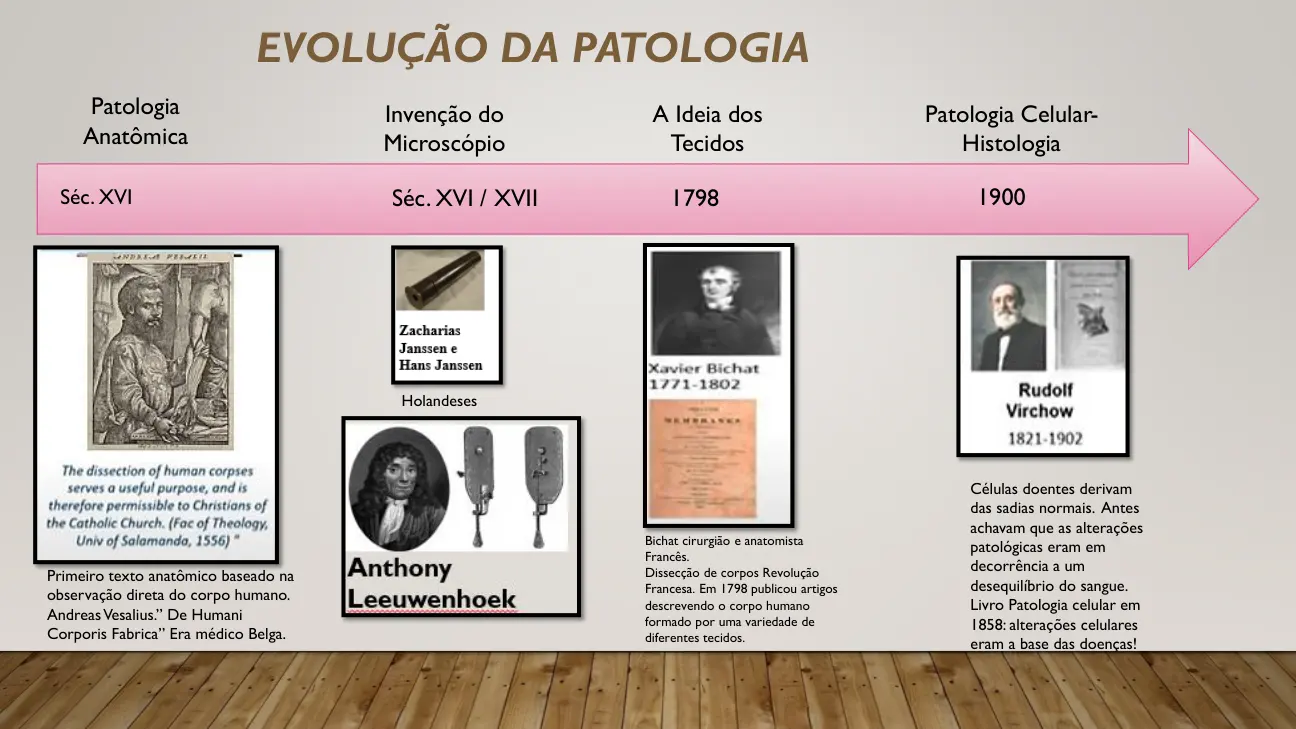 EVOLUÇÃO DA PATOLOGIA
Patologia
Anatômica
Invenção do
Microscópio
A Ideia dos
Tecidos
Patologia Celular-
Histologia
Séc. XVI
Séc. XVI / XVII
1798
1900
The dissection of human corpses
serves a useful purpose, and is
therefore permissible to Christians of
the Catholic Church. (Fac of Theology,
Univ of Salamanda, 1556) "
Primeiro texto anatômico baseado na
observação direta do corpo humano.
Andreas Vesalius.” De Humani
Corporis Fabrica” Era médico Belga.
Zacharias
Janssen e
Hans Janssen
Holandeses
Anthony
Leeuwenhoek
Xavier Bichat
1771-1802
MEMBRANES
Bichat cirurgião e anatomista
Francês.
Dissecção de corpos Revolução
Francesa. Em 1798 publicou artigos
descrevendo o corpo humano
formado por uma variedade de
diferentes tecidos.
Rudolf
Virchow
1821-1902
Células doentes derivam
das sadias normais. Antes
achavam que as alterações
patológicas eram em
decorrência a um
desequilíbrio do sangue.
Livro Patologia celular em
1858: alterações celulares
eram a base das doenças!